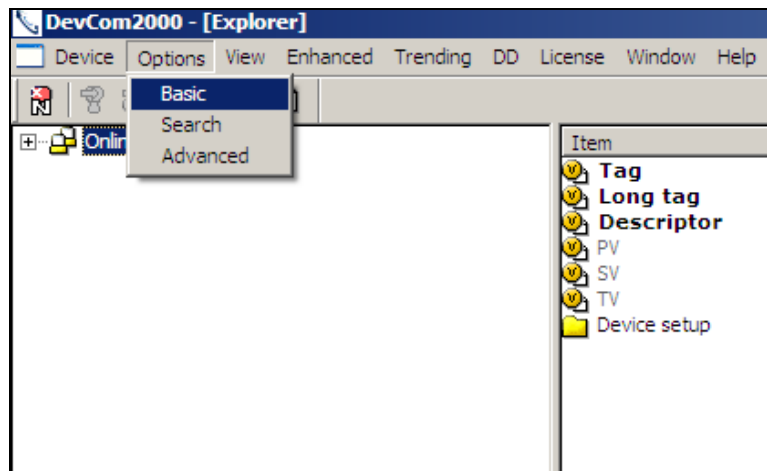 DevCom2000 - [Explorer]
Device Options View Enhanced Trending DD License Window Help
N
Basic
Search
Advanced
Item
Tag
Long tag
Descriptor
PV
SV
TV
Device setup